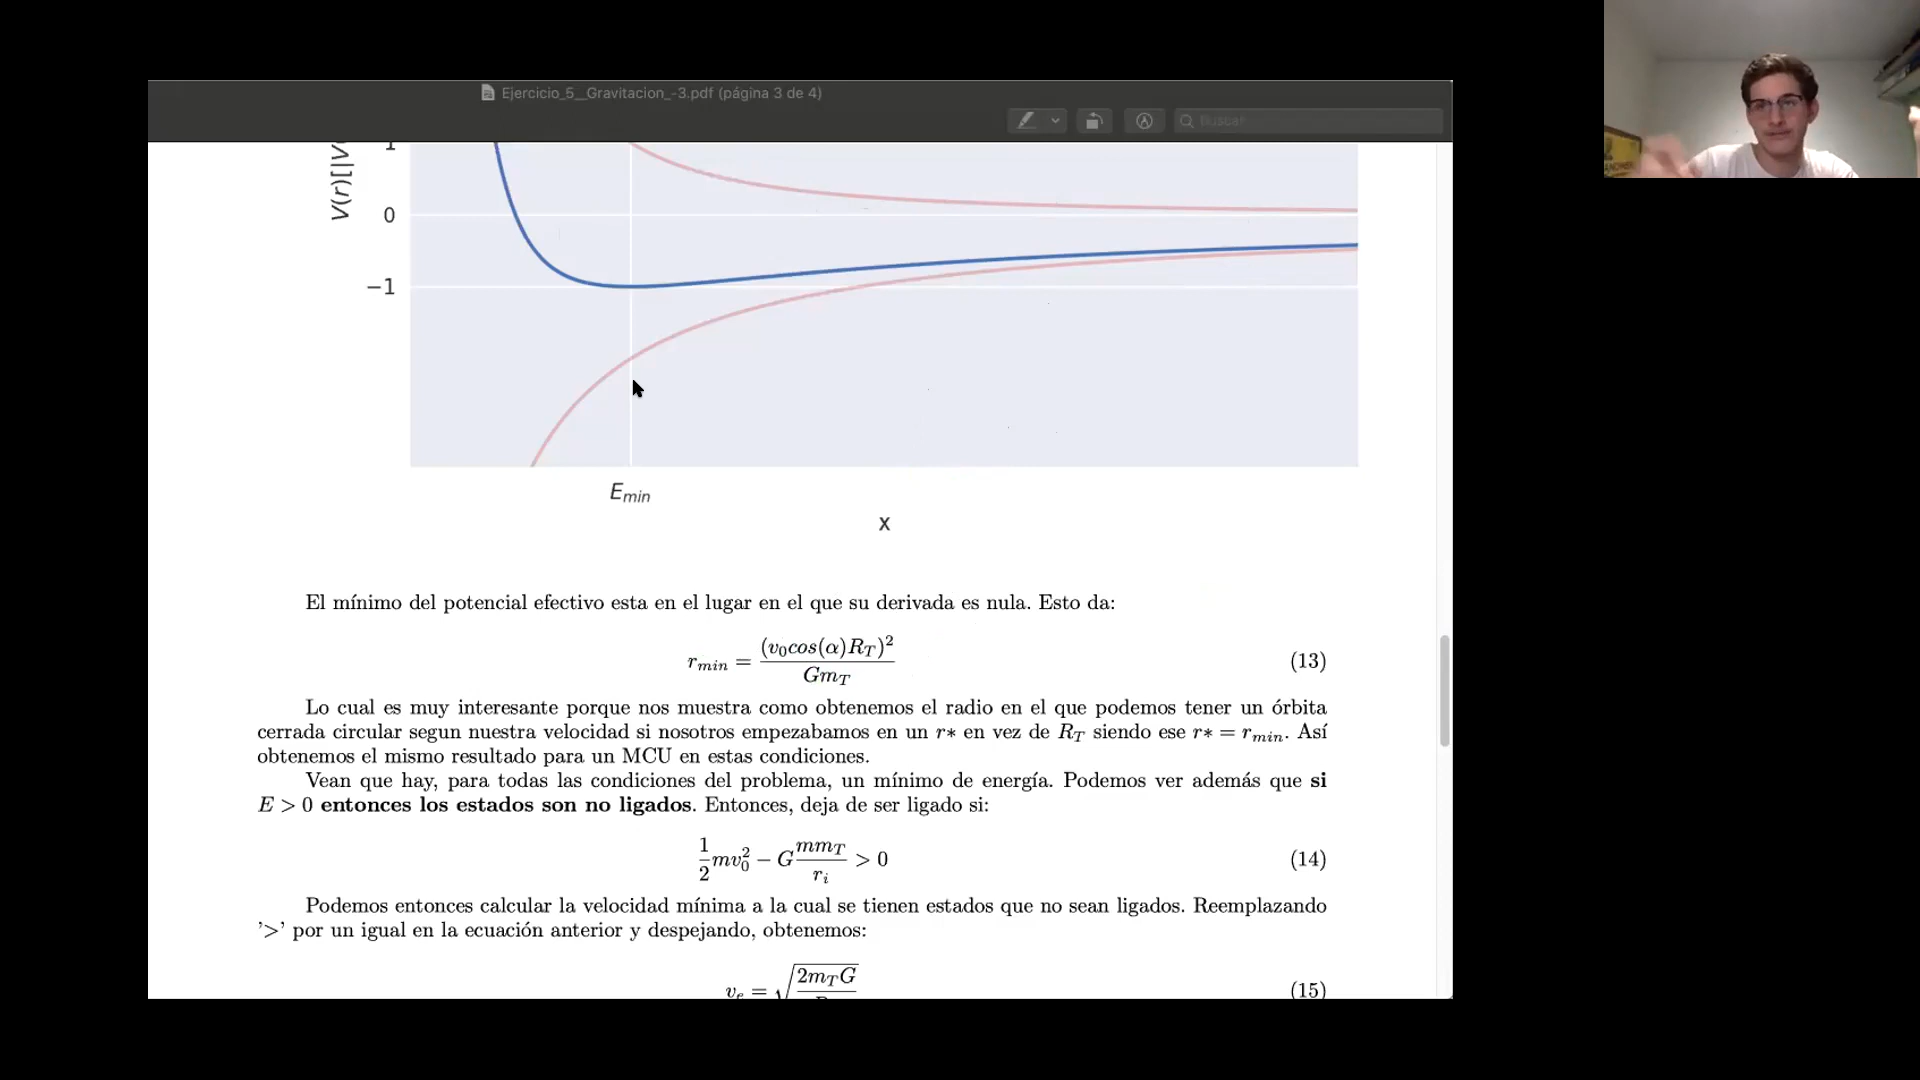 Ejercicio_5__Gravitacion_-3.pdf (página 3 de 4)
Buscar
V(r)[|V
1
0
−1
E_min
x
El mínimo del potencial efectivo esta en el lugar en el que su derivada es nula. Esto da:
r_min = (v₀cos(α)R_T)² / Gm_T (13)
Lo cual es muy interesante porque nos muestra como obtenemos el radio en el que podemos tener un órbita
cerrada circular segun nuestra velocidad si nosotros empezabamos en un r∗ en vez de R_T siendo ese r∗ = r_min. Así
obtenemos el mismo resultado para un MCU en estas condiciones.
Vean que hay, para todas las condiciones del problema, un mínimo de energía. Podemos ver además que si
E > 0 entonces los estados son no ligados. Entonces, deja de ser ligado si:
1/2 mv₀² − G mm_T / r_i > 0 (14)
Podemos entonces calcular la velocidad mínima a la cual se tienen estados que no sean ligados. Reemplazando
’>’ por un igual en la ecuación anterior y despejando, obtenemos:
v_e = √(2m_TG (15)